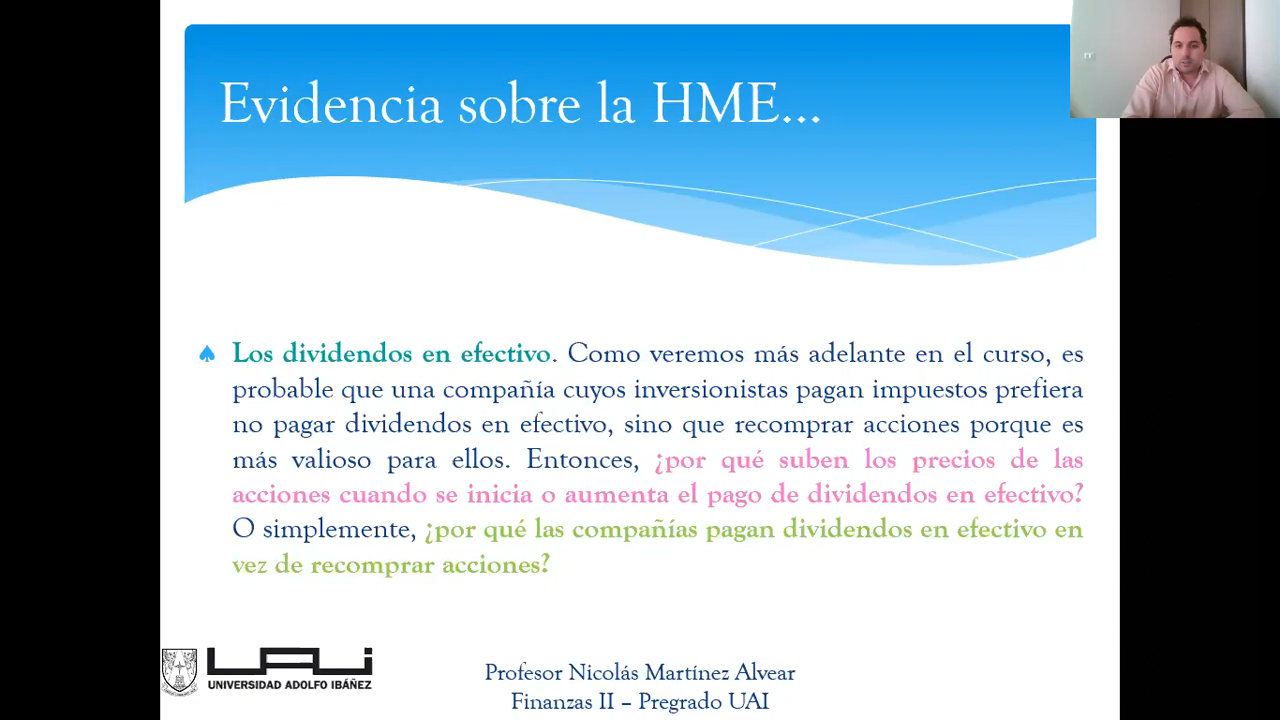 Evidencia sobre la HME...
Los dividendos en efectivo. Como veremos más adelante en el curso, es
probable que una compañía cuyos inversionistas pagan impuestos prefiera
no pagar dividendos en efectivo, sino que recomprar acciones porque es
más valioso para ellos. Entonces, ¿por qué suben los precios de las
acciones cuando se inicia o aumenta el pago de dividendos en efectivo?
O simplemente, ¿por qué las compañías pagan dividendos en efectivo en
vez de recomprar acciones?
UAI
UNIVERSIDAD ADOLFO IBÁÑEZ
Profesor Nicolás Martínez Alvear
Finanzas II – Pregrado UAI